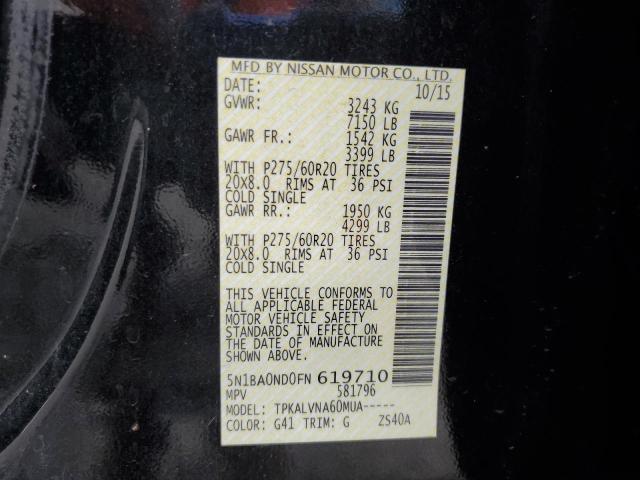 MFD BY NISSAN MOTOR CO., LTD.
DATE: 10/15
GVWR: 3243 KG
7150 LB
GAWR FR.: 1542 KG
3399 LB
WITH P275/60R20 TIRES
20X8.0 RIMS AT 36 PSI
COLD SINGLE
GAWR RR.: 1950 KG
4299 LB
WITH P275/60R20 TIRES
20X8.0 RIMS AT 36 PSI
COLD SINGLE
THIS VEHICLE CONFORMS TO
ALL APPLICABLE FEDERAL
MOTOR VEHICLE SAFETY
STANDARDS IN EFFECT ON
THE DATE OF MANUFACTURE
SHOWN ABOVE.
5N1BA0ND0FN 619710
MPV 581796
MODEL: TPKALVNA60MUA-----
COLOR: G41 TRIM: G ZS40A